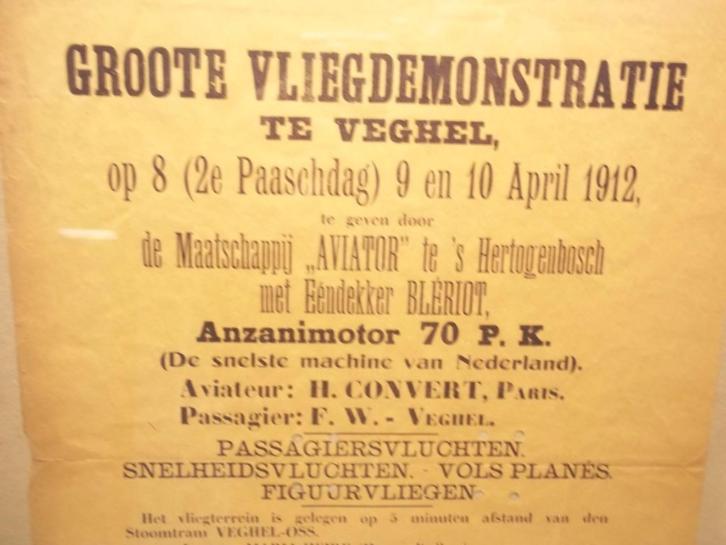 GROOTE VLIEGDEMONSTRATIE
TE VEGHEL,
op 8 (2e Paaschdag) 9 en 10 April 1912,
te geven door
de Maatschappij „AVIATOR" te 's Hertogenbosch
met Eéndekker BLÉRIOT,
Anzanimotor 70 P. K.
(De snelste machine van Nederland).
Aviateur: H. CONVERT, PARIS.
Passagier: F. W. - VEGHEL.
PASSAGIERSVLUCHTEN.
SNELHEIDSVLUCHTEN. - VOLS PLANÉS.
FIGUURVLIEGEN
Het vliegterrein is gelegen op 5 minuten afstand van den
Stoomtram VEGHEL-OSS.